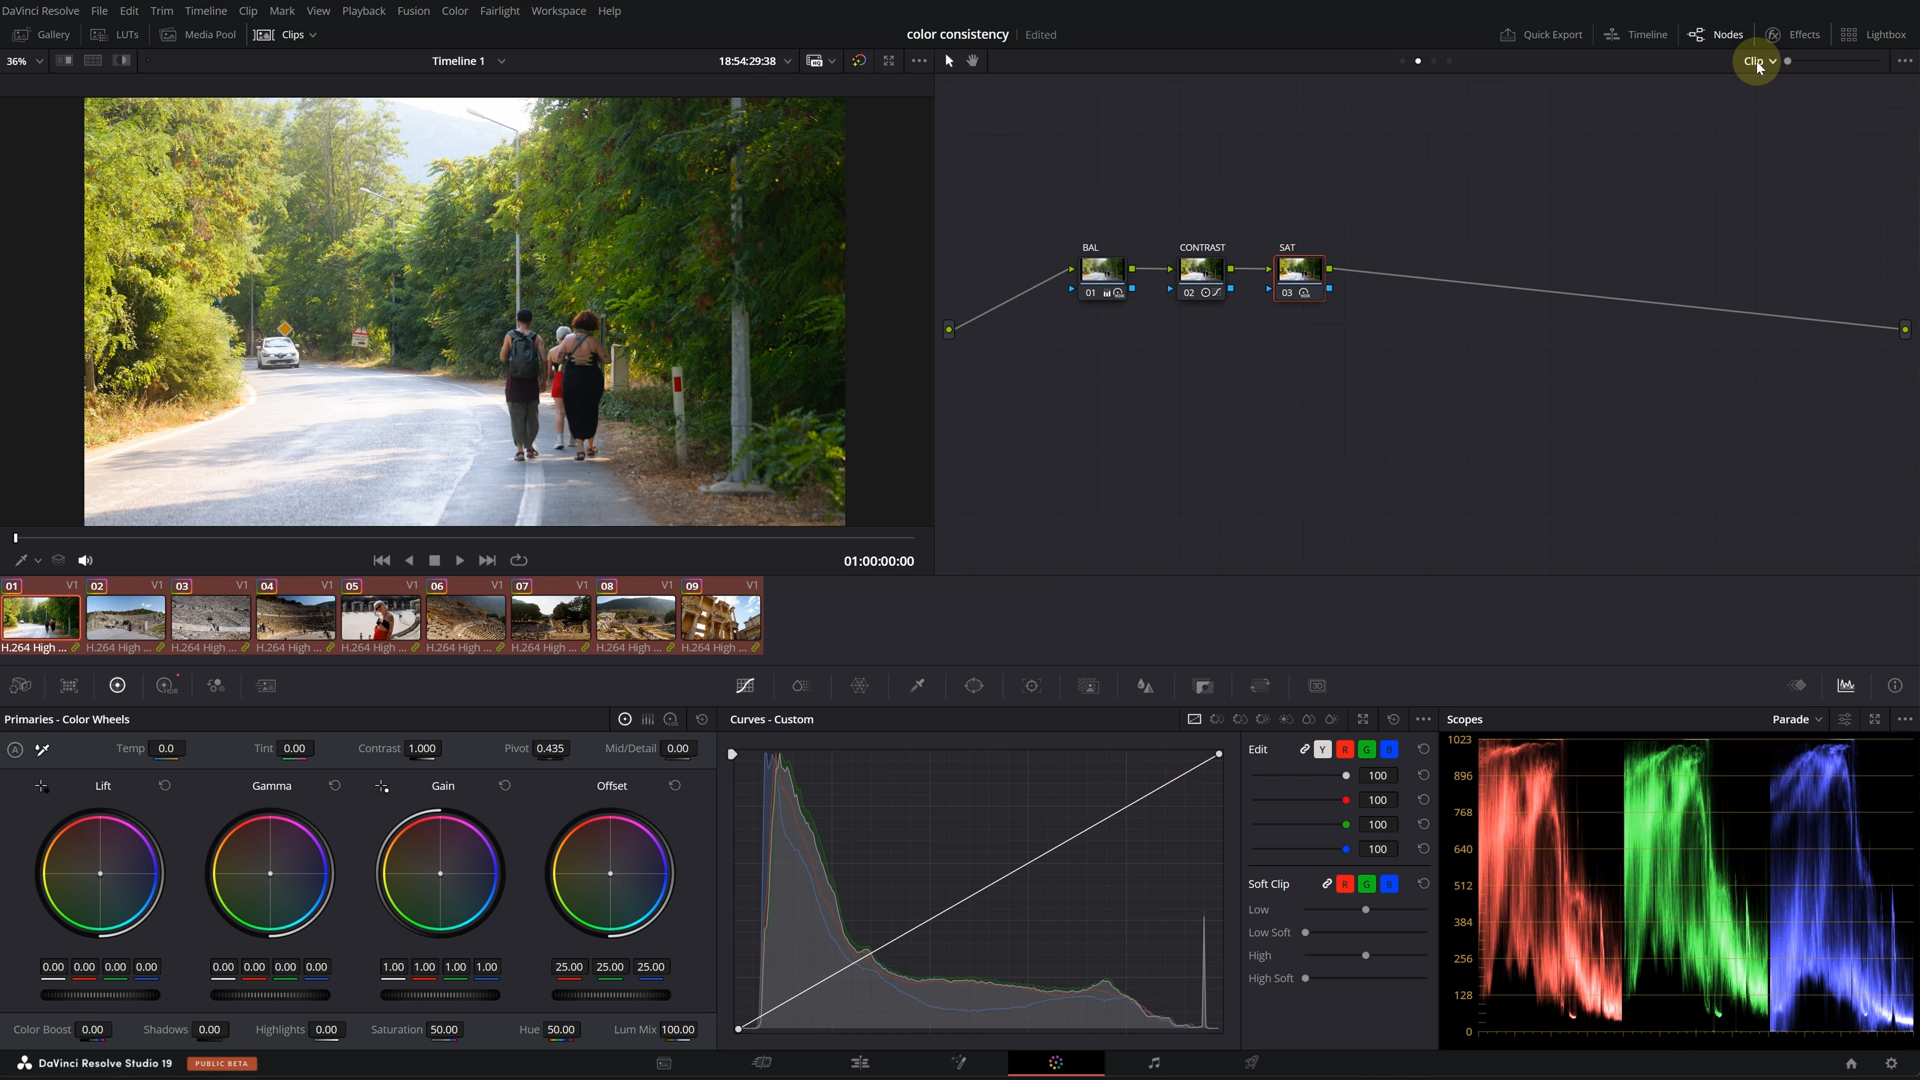 DaVinci Resolve File Edit Trim Timeline Clip Mark View Playback Fusion Color Fairlight Workspace Help
Gallery LUTs Media Pool Clips color consistency Edited Quick Export Timeline Nodes Effects Lightbox
36% Timeline 1 18:54:29:38 Clip
BAL CONTRAST SAT
01 02 03
01:00:00:00
01 V1 02 V1 03 V1 04 V1 05 V1 06 V1 07 V1 08 V1 09 V1
H.264 High ... H.264 High ... H.264 High ... H.264 High ... H.264 High ... H.264 High ... H.264 High ... H.264 High ... H.264 High ...
HDR 3D
Primaries - Color Wheels Curves - Custom Scopes Parade
A Temp 0.0 Tint 0.00 Contrast 1.000 Pivot 0.435 Mid/Detail 0.00
Lift Gamma Gain Offset
0.00 0.00 0.00 0.00 0.00 0.00 0.00 0.00 1.00 1.00 1.00 1.00 25.00 25.00 25.00
Color Boost 0.00 Shadows 0.00 Highlights 0.00 Saturation 50.00 Hue 50.00 Lum Mix 100.00
Edit Y R G B
100
100
100
100
Soft Clip R G B
Low
Low Soft
High
High Soft
1023
896
768
640
512
384
256
128
0
DaVinci Resolve Studio 19 PUBLIC BETA